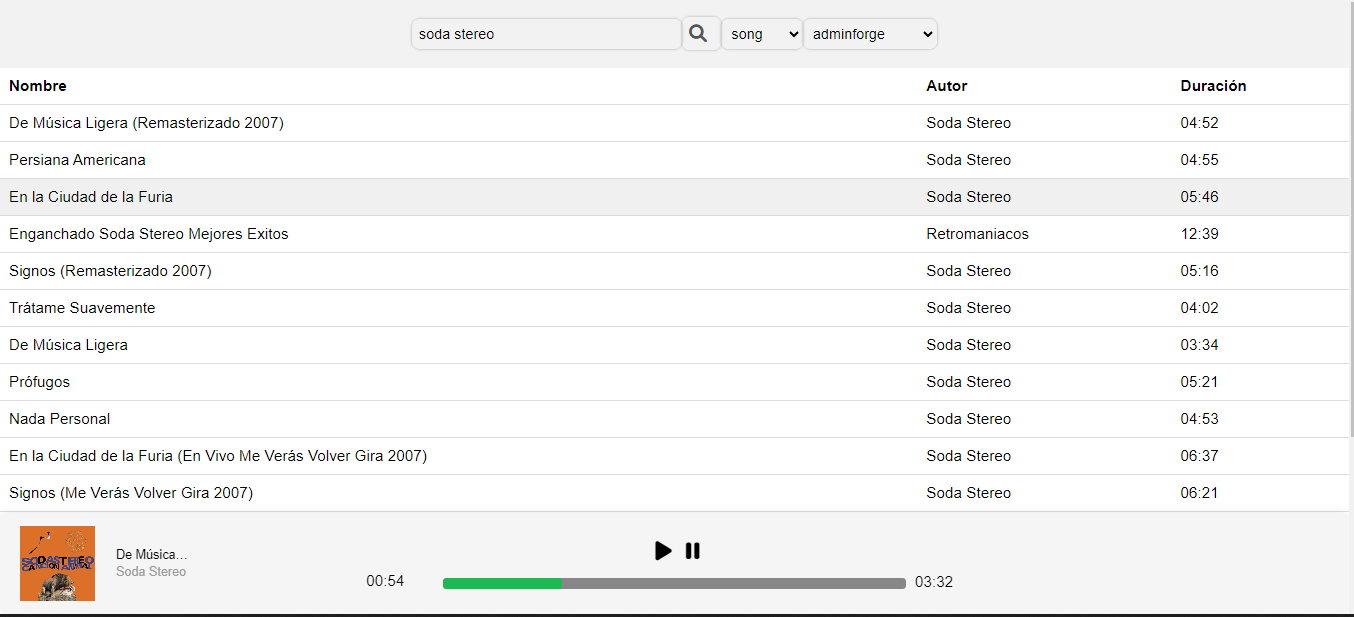 soda stereo song adminforge
Nombre Autor Duración
De Música Ligera (Remasterizado 2007) Soda Stereo 04:52
Persiana Americana Soda Stereo 04:55
En la Ciudad de la Furia Soda Stereo 05:46
Enganchado Soda Stereo Mejores Exitos Retromaniacos 12:39
Signos (Remasterizado 2007) Soda Stereo 05:16
Trátame Suavemente Soda Stereo 04:02
De Música Ligera Soda Stereo 03:34
Prófugos Soda Stereo 05:21
Nada Personal Soda Stereo 04:53
En la Ciudad de la Furia (En Vivo Me Verás Volver Gira 2007) Soda Stereo 06:37
Signos (Me Verás Volver Gira 2007) Soda Stereo 06:21
SODA STEREO
CANCION ANIMAL
De Música...
Soda Stereo
00:54 03:32